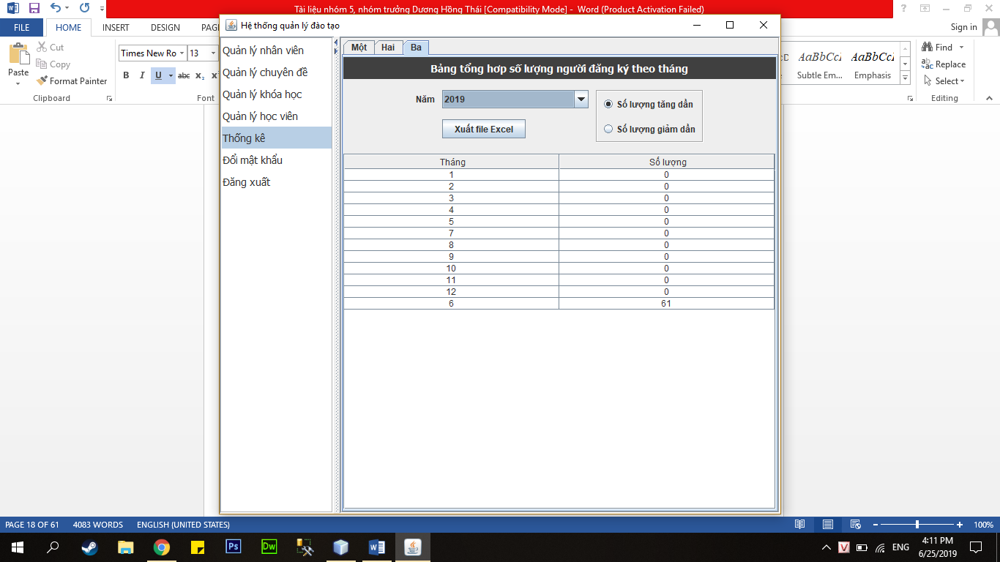 Tài liệu nhóm 5, nhóm trưởng Dương Hồng Thái [Compatibility Mode] - Word (Product Activation Failed)
FILE HOME INSERT DESIGN Sign in
Cut
Copy
Format Painter
Paste
Clipboard
Times New Ro 13
B I U abc x₂
Font
AaBbCcI AaBbCcI
Subtle Em... Emphasis
Find
Replace
Select
Editing
Hệ thống quản lý đào tạo
Quản lý nhân viên
Quản lý chuyên đề
Quản lý khóa học
Quản lý học viên
Thống kê
Đổi mật khẩu
Đăng xuất
Một Hai Ba
Bảng tổng hơp số lượng người đăng ký theo tháng
Năm 2019
Số lượng tăng dần
Xuất file Excel
Số lượng giảm dần
Tháng Số lượng
1 0
2 0
3 0
4 0
5 0
7 0
8 0
9 0
10 0
11 0
12 0
6 61
PAGE 18 OF 61 4083 WORDS ENGLISH (UNITED STATES) 100%
Ps Dw ENG
4:11 PM
6/25/2019